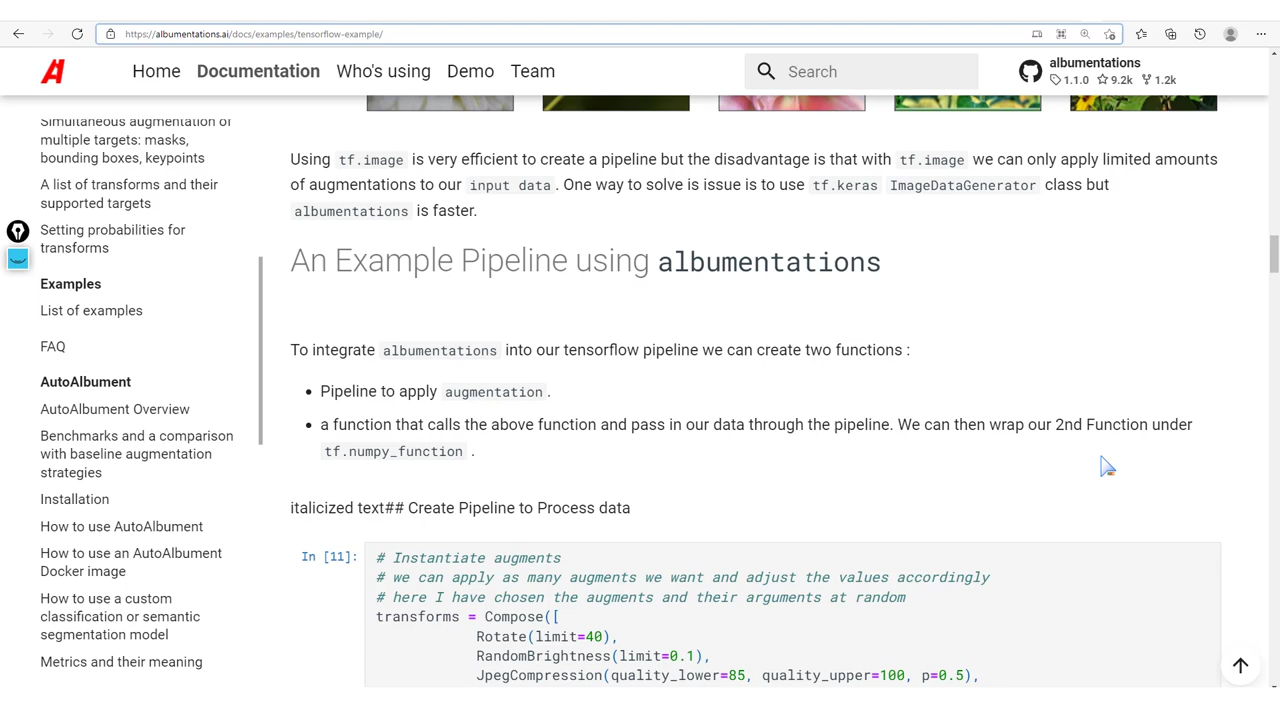 https://albumentations.ai/docs/examples/tensorflow-example/
Home
Documentation
Who's using
Demo
Team
Search
albumentations
1.1.0
9.2k
1.2k
Simultaneous augmentation of
multiple targets: masks,
bounding boxes, keypoints
A list of transforms and their
supported targets
Setting probabilities for
transforms
Examples
List of examples
FAQ
AutoAlbument
AutoAlbument Overview
Benchmarks and a comparison
with baseline augmentation
strategies
Installation
How to use AutoAlbument
How to use an AutoAlbument
Docker image
How to use a custom
classification or semantic
segmentation model
Metrics and their meaning
Using tf.image is very efficient to create a pipeline but the disadvantage is that with tf.image we can only apply limited amounts
of augmentations to our input data. One way to solve is issue is to use tf.keras ImageDataGenerator class but
albumentations is faster.
An Example Pipeline using albumentations
To integrate albumentations into our tensorflow pipeline we can create two functions :
• Pipeline to apply augmentation.
• a function that calls the above function and pass in our data through the pipeline. We can then wrap our 2nd Function under
tf.numpy_function .
italicized text## Create Pipeline to Process data
In [11]:
# Instantiate augments
# we can apply as many augments we want and adjust the values accordingly
# here I have chosen the augments and their arguments at random
transforms = Compose([
Rotate(limit=40),
RandomBrightness(limit=0.1),
JpegCompression(quality_lower=85, quality_upper=100, p=0.5),